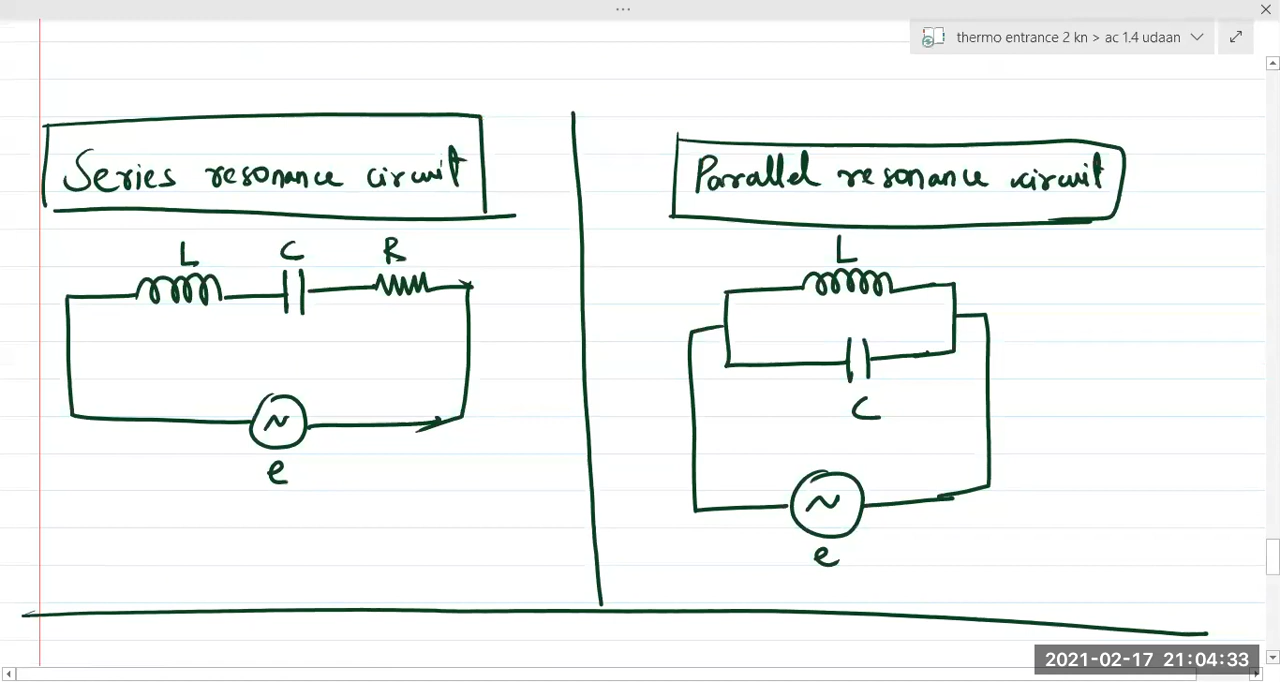 thermo entrance 2 kn > ac 1.4 udaan
Series resonance circuit
L C R
e
Parallel resonance circuit
L
C
e
2021-02-17 21:04:33